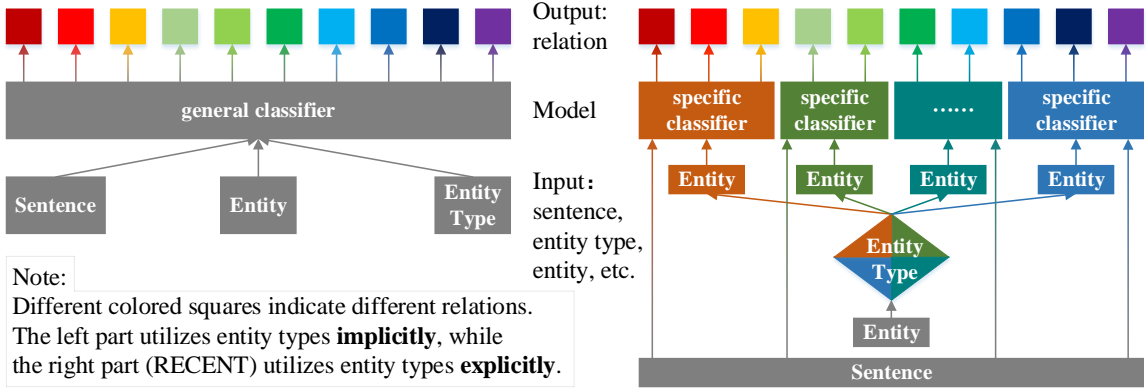 Output:
relation
general classifier
Model
specific
classifier
specific
classifier
……
specific
classifier
Sentence
Entity
Entity
Type
Input：
sentence,
entity type,
entity, etc.
Entity
Entity
Entity
Entity
Entity
Type
Entity
Sentence
Note:
Different colored squares indicate different relations.
The left part utilizes entity types implicitly, while
the right part (RECENT) utilizes entity types explicitly.